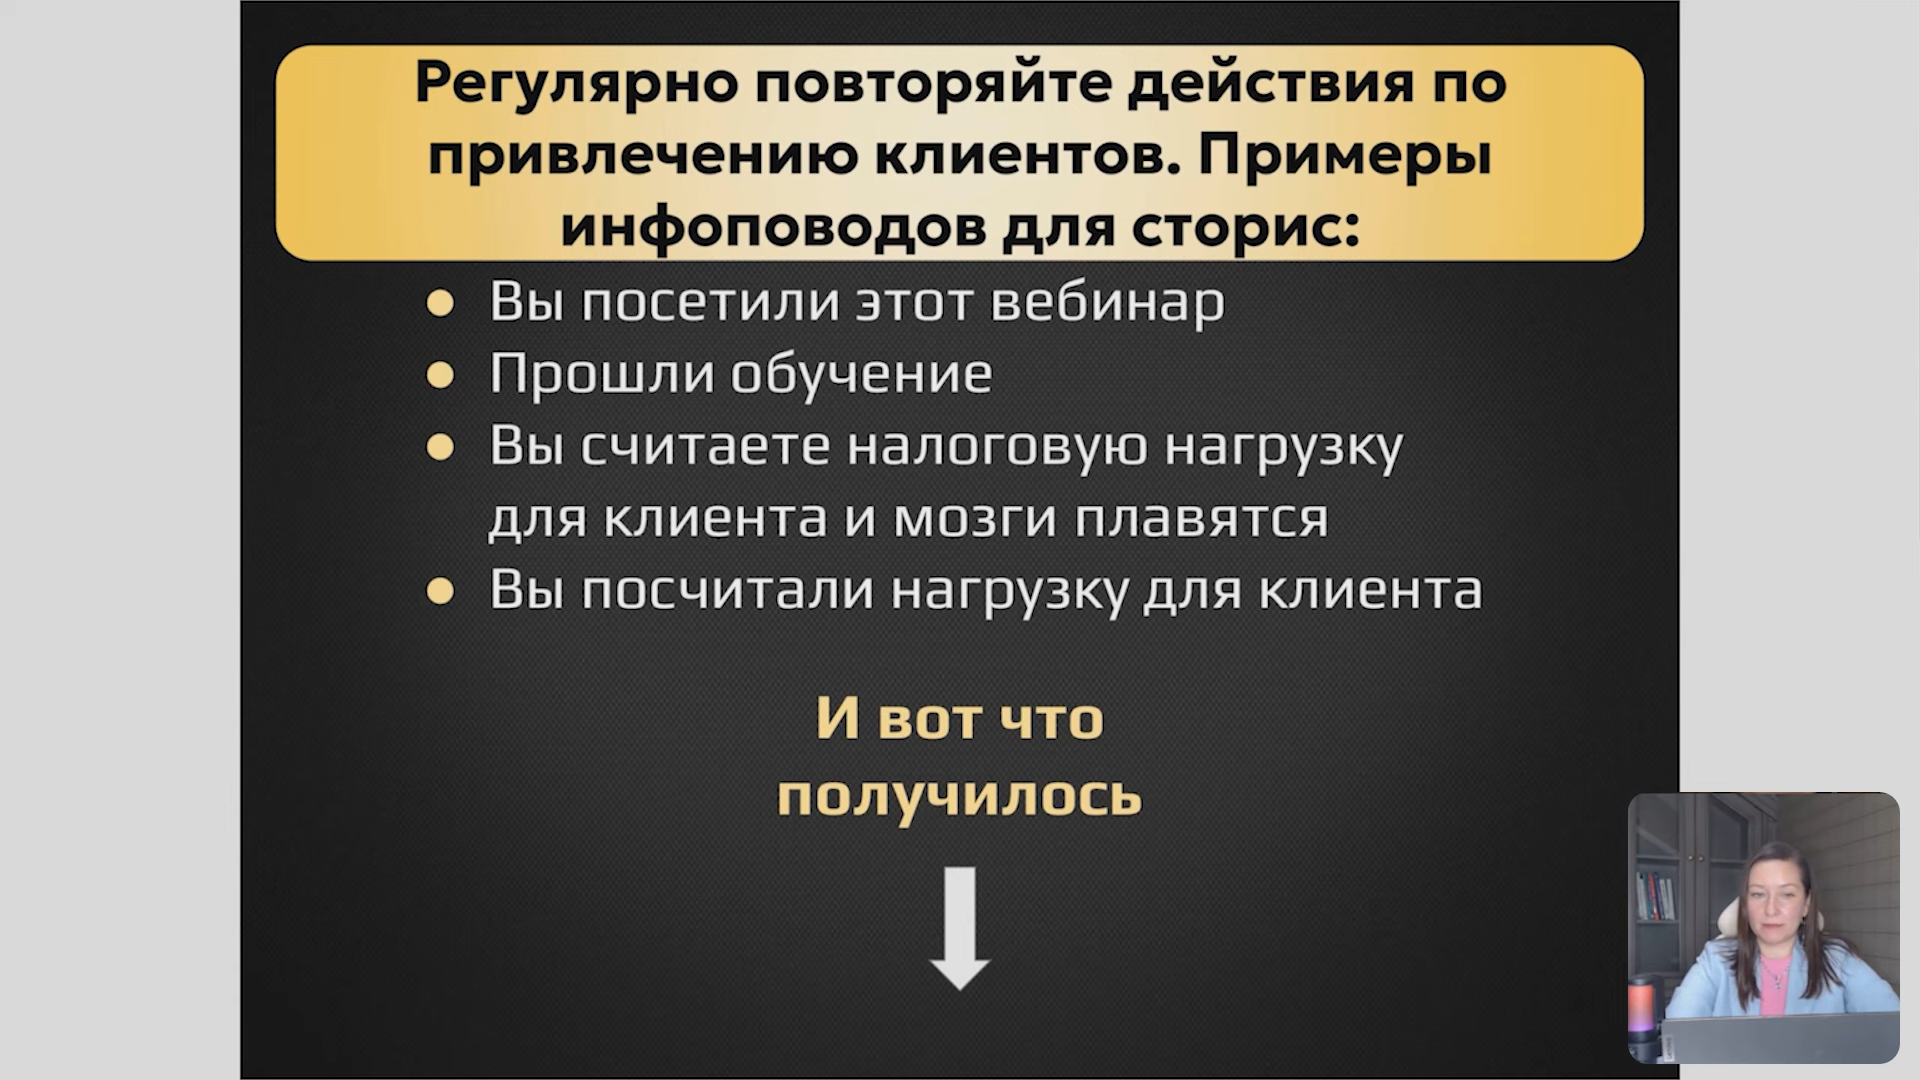 Регулярно повторяйте действия по
привлечению клиентов. Примеры
инфоповодов для сторис:
Вы посетили этот вебинар
Прошли обучение
Вы считаете налоговую нагрузку
для клиента и мозги плавятся
Вы посчитали нагрузку для клиента
И вот что
получилось